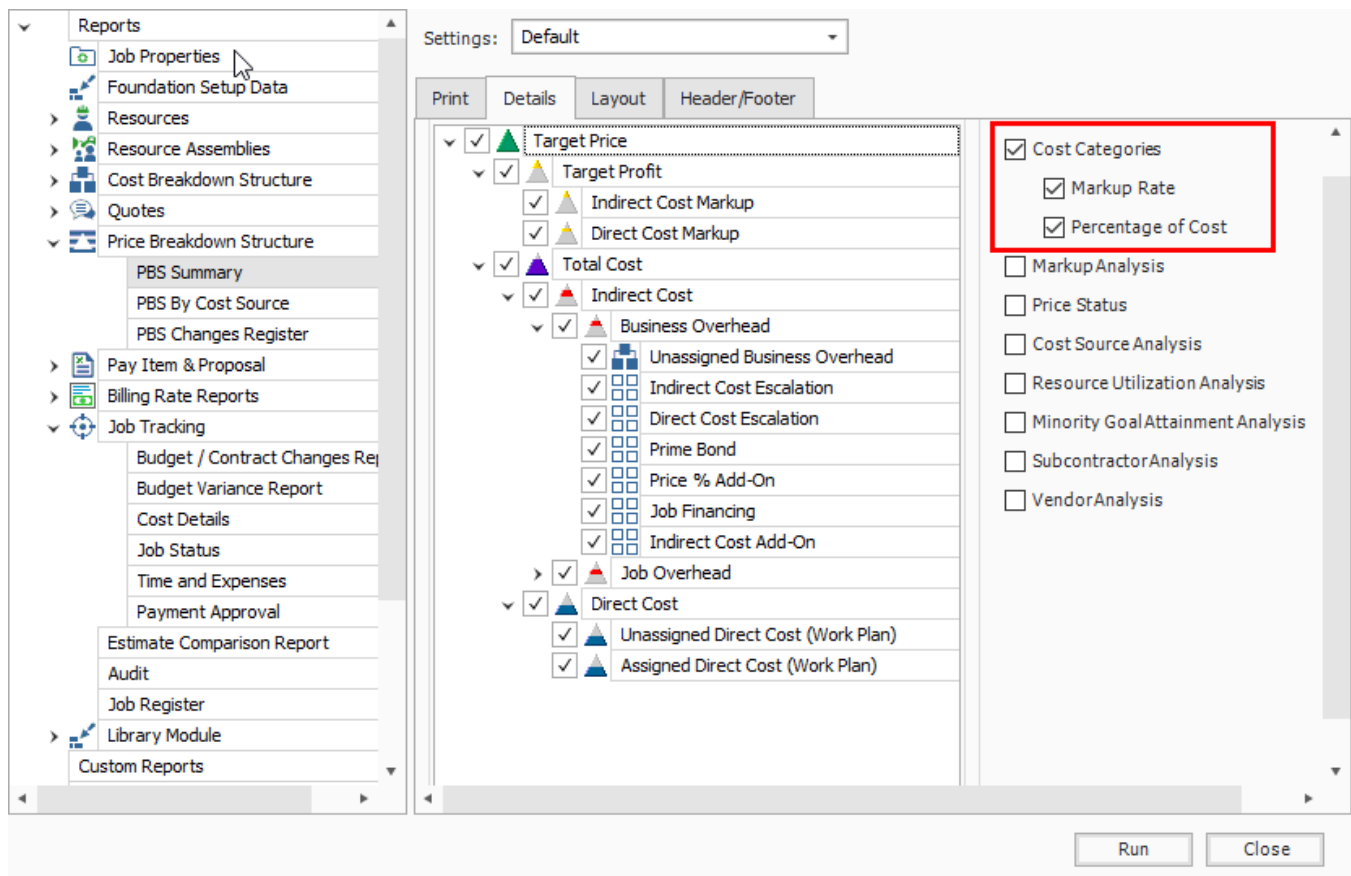 Reports
Job Properties
Foundation Setup Data
Resources
Resource Assemblies
Cost Breakdown Structure
Quotes
Price Breakdown Structure
PBS Summary
PBS By Cost Source
PBS Changes Register
Pay Item & Proposal
Billing Rate Reports
Job Tracking
Budget / Contract Changes Re
Budget Variance Report
Cost Details
Job Status
Time and Expenses
Payment Approval
Estimate Comparison Report
Audit
Job Register
Library Module
Custom Reports
Settings: Default
Print Details Layout Header/Footer
Target Price
Target Profit
Indirect Cost Markup
Direct Cost Markup
Total Cost
Indirect Cost
Business Overhead
Unassigned Business Overhead
Indirect Cost Escalation
Direct Cost Escalation
Prime Bond
Price % Add-On
Job Financing
Indirect Cost Add-On
Job Overhead
Direct Cost
Unassigned Direct Cost (Work Plan)
Assigned Direct Cost (Work Plan)
Cost Categories
Markup Rate
Percentage of Cost
Markup Analysis
Price Status
Cost Source Analysis
Resource Utilization Analysis
Minority Goal Attainment Analysis
Subcontractor Analysis
Vendor Analysis
Run Close